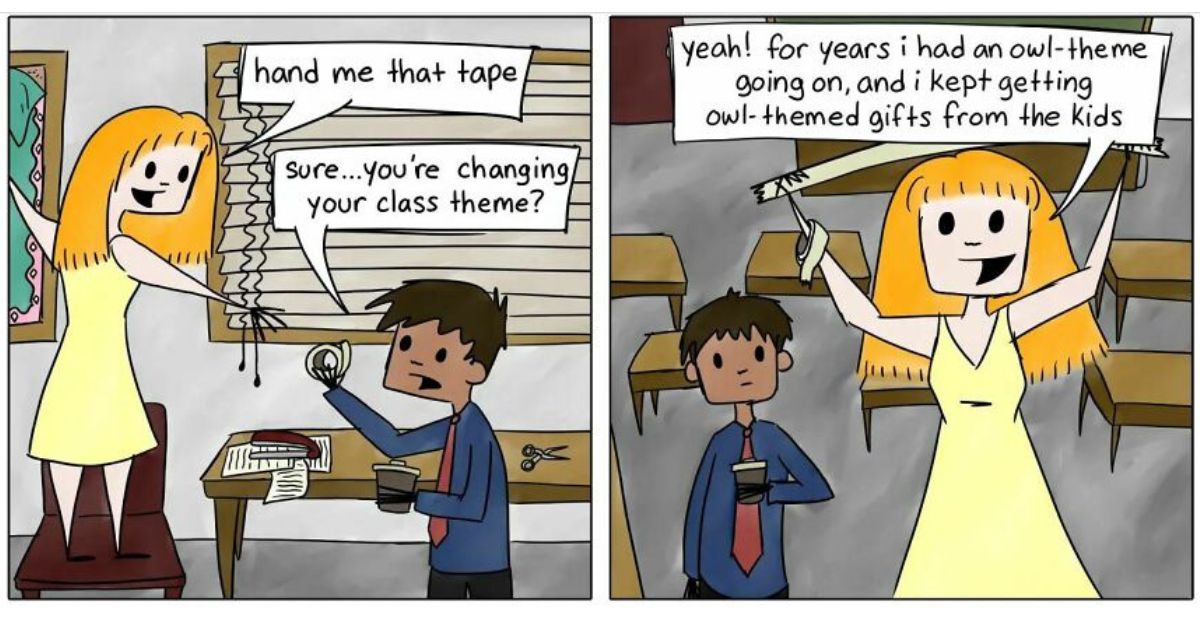 hand me that tape
sure...you're changing
your class theme?
yeah! for years i had an owl-theme
going on, and i kept getting
owl-themed gifts from the kids